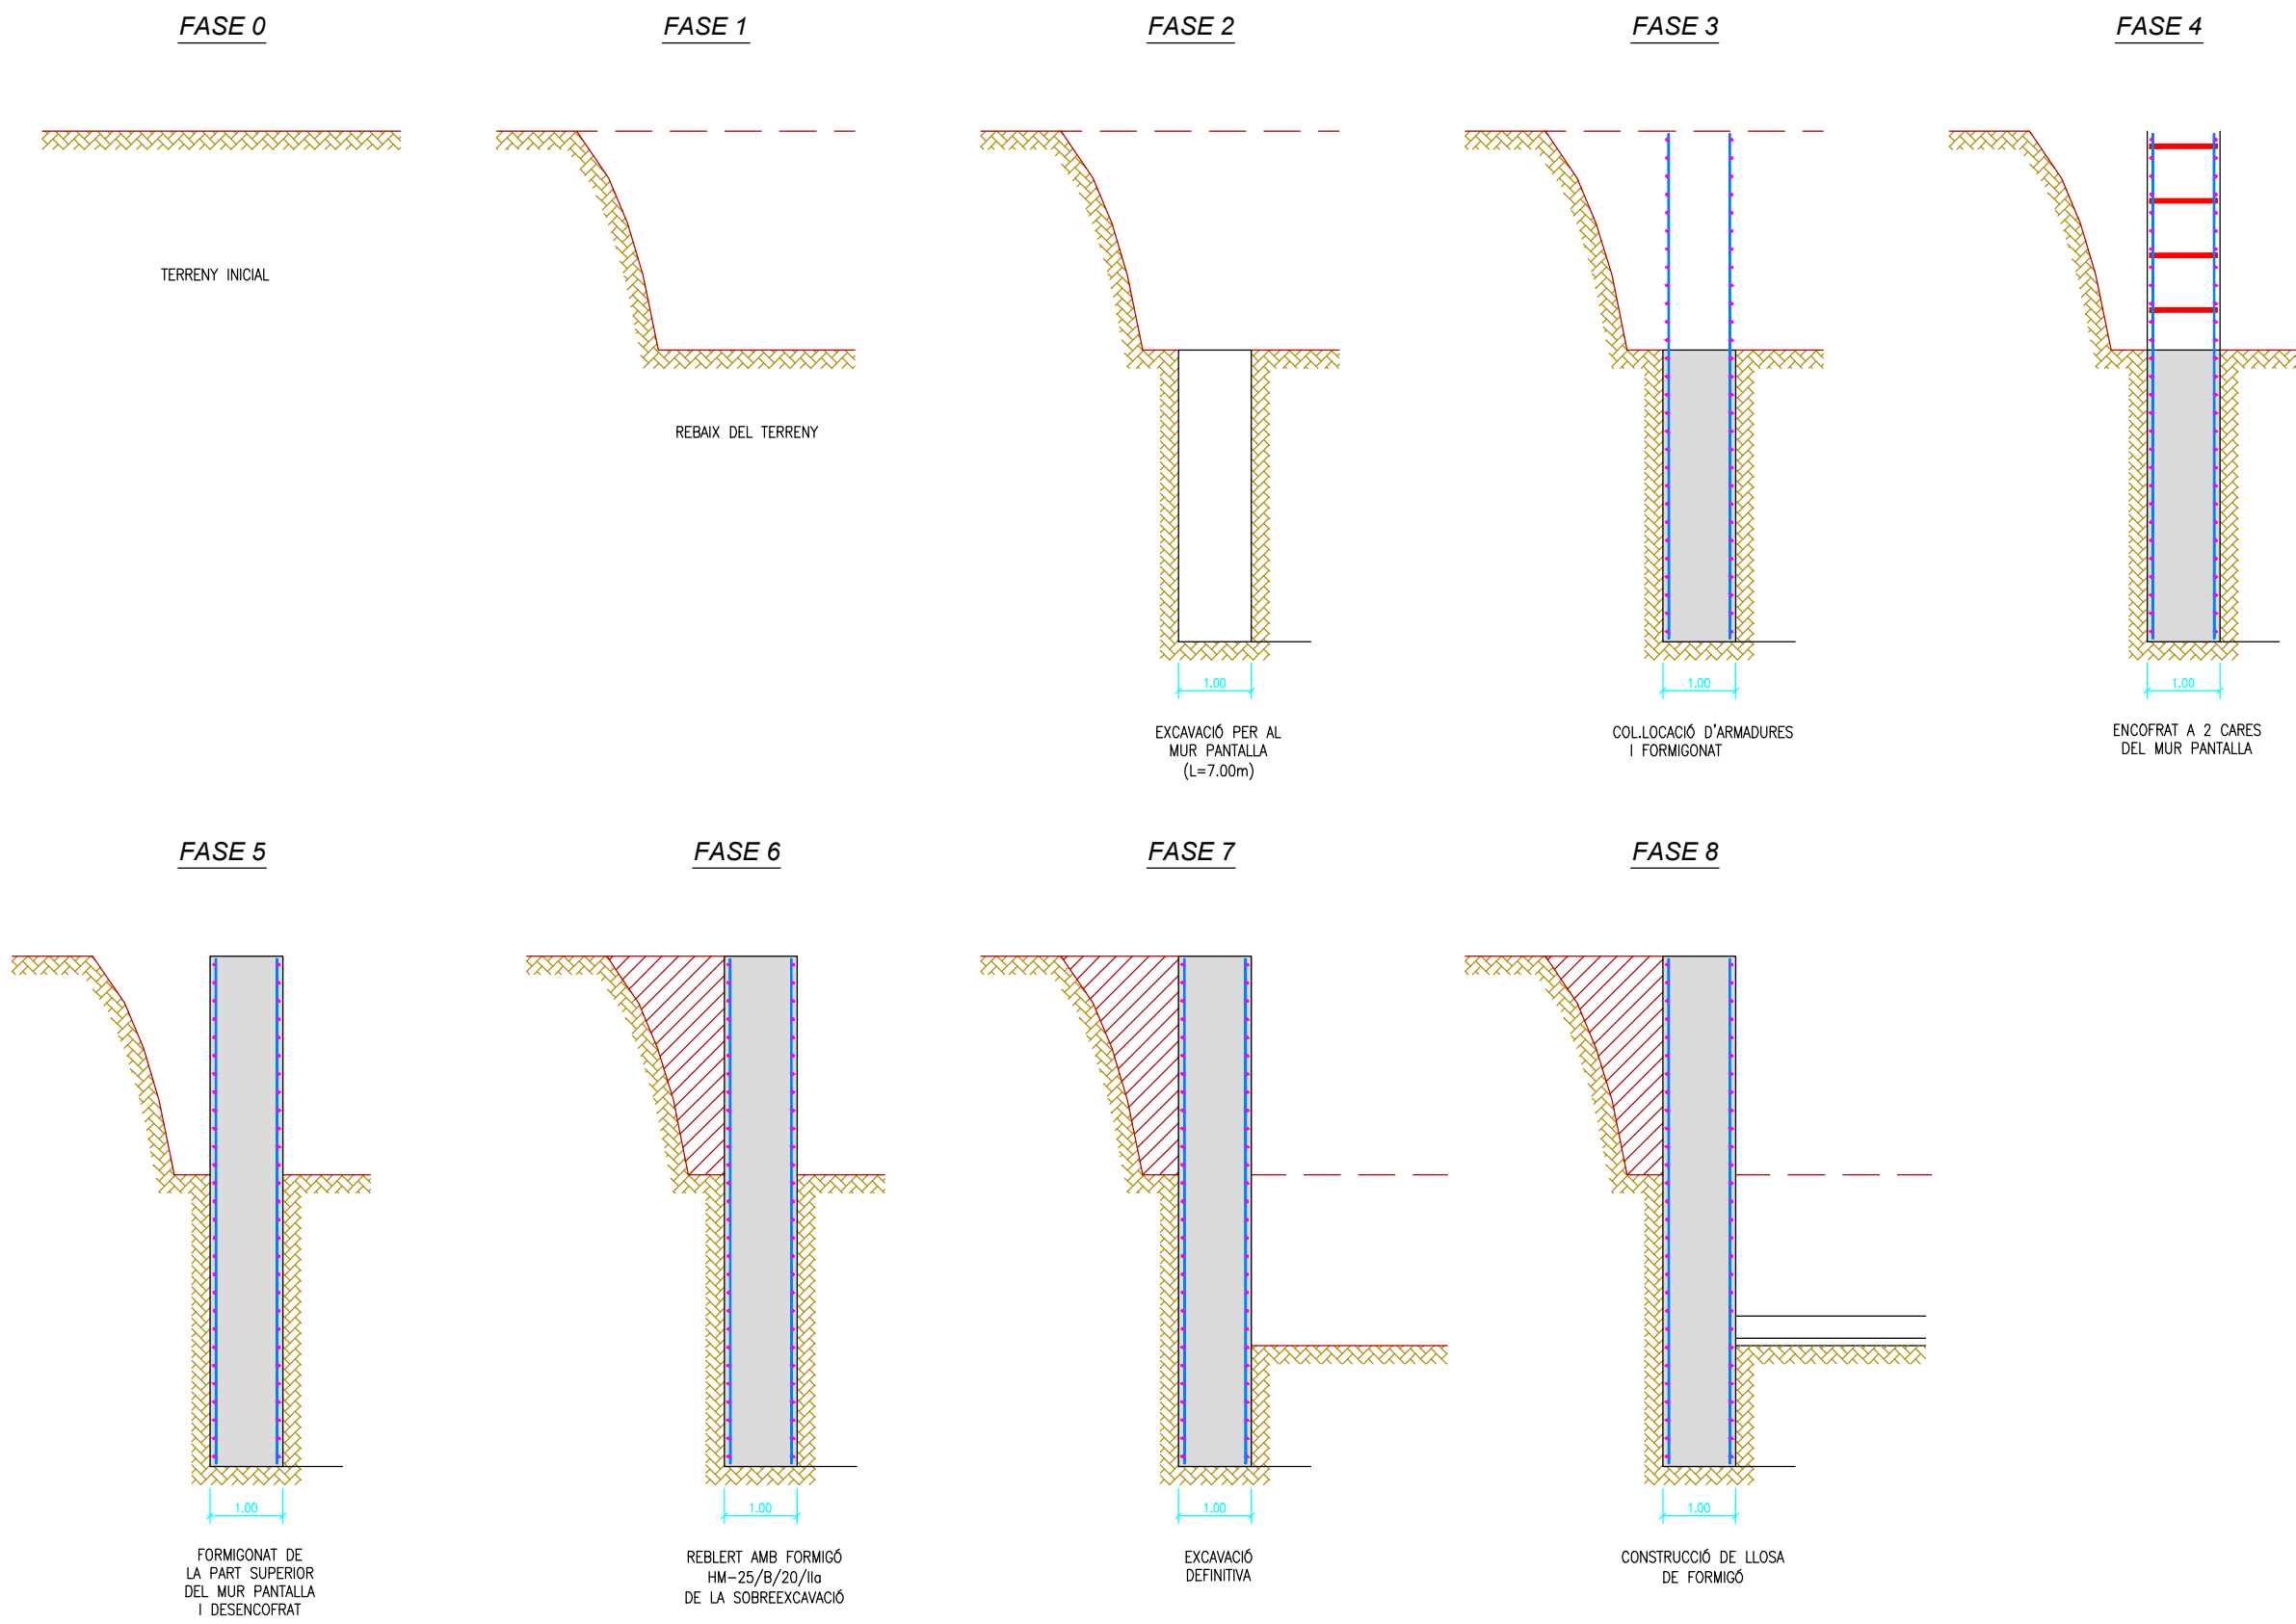 FASE 0
FASE 1
FASE 2
FASE 3
FASE 4
TERRENY INICIAL
REBAIX DEL TERRENY
1.00
1.00
1.00
EXCAVACIÓ PER AL
MUR PANTALLA
(L=7.00m)
COL.LOCACIÓ D'ARMADURES
I FORMIGONAT
ENCOFRAT A 2 CARES
DEL MUR PANTALLA
FASE 5
FASE 6
FASE 7
FASE 8
1.00
1.00
1.00
1.00
FORMIGONAT DE
LA PART SUPERIOR
DEL MUR PANTALLA
I DESENCOFRAT
REBLERT AMB FORMIGÓ
HM-25/B/20/IIa
DE LA SOBREEXCAVACIÓ
EXCAVACIÓ
DEFINITIVA
CONSTRUCCIÓ DE LLOSA
DE FORMIGÓ